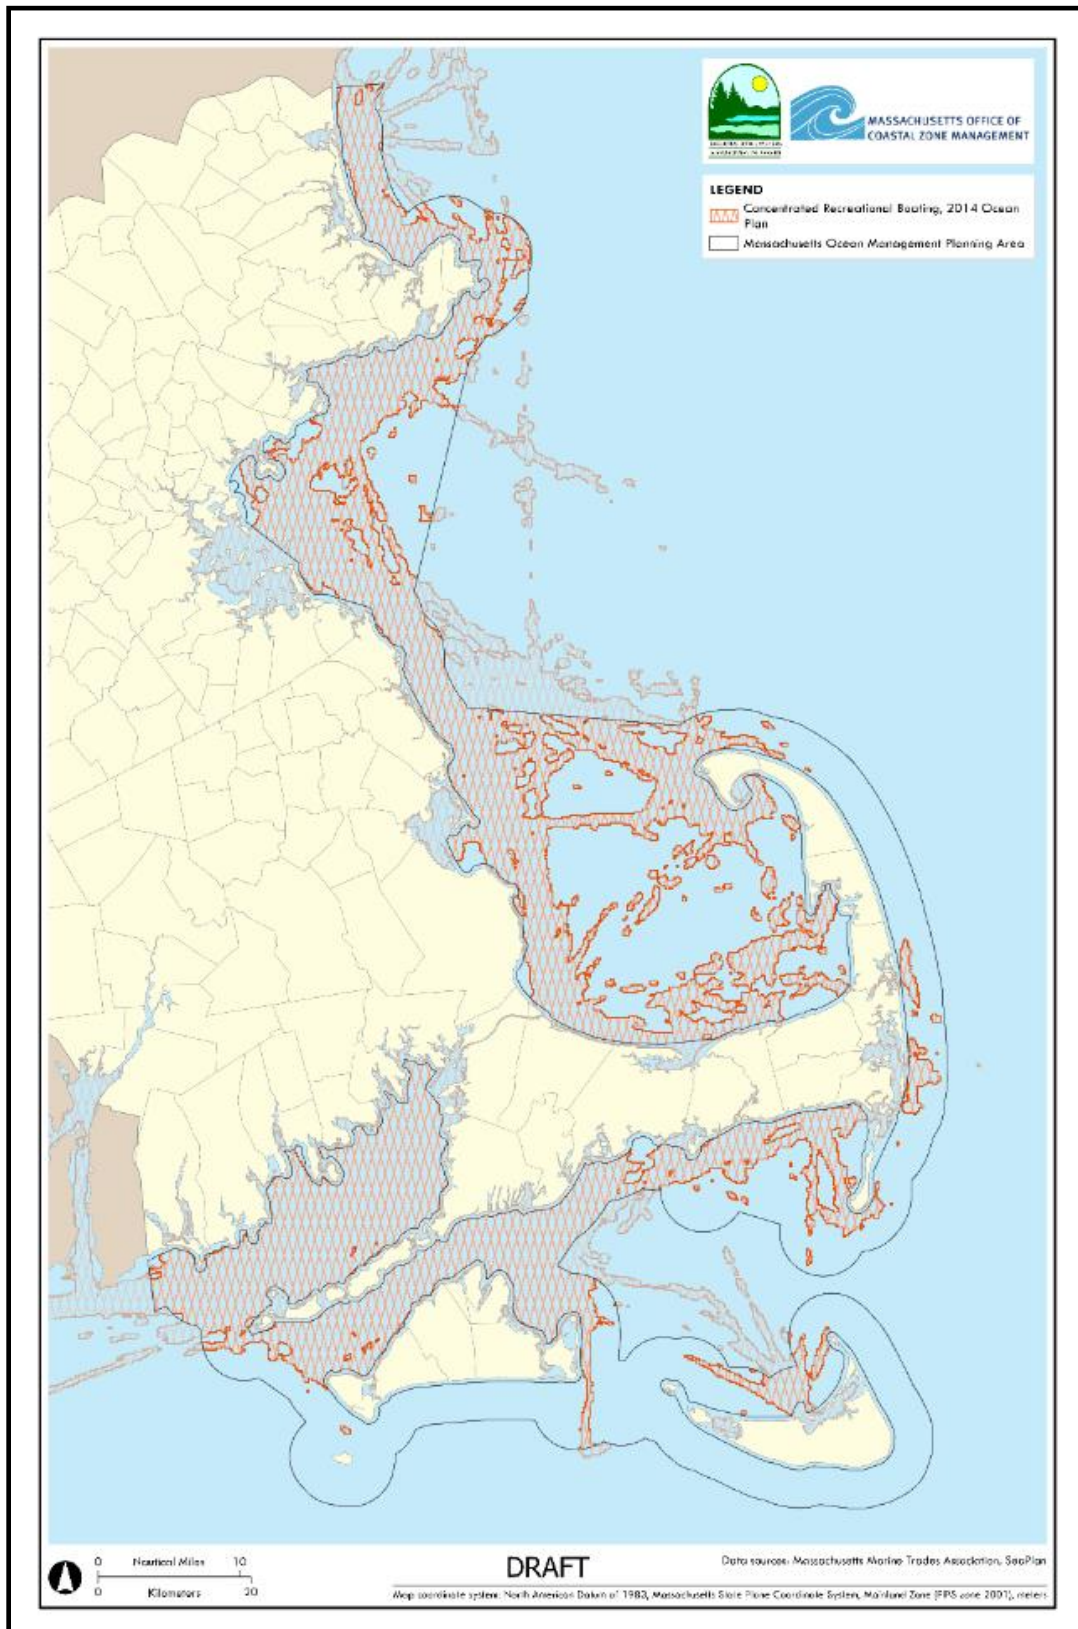 MASSACHUSETTS OFFICE OF
COASTAL ZONE MANAGEMENT
LEGEND
Concentrated Recreational Boating, 2014 Ocean
Plan
Massachusetts Ocean Management Planning Area
0 Nautical Miles 10
0 Kilometers 20
DRAFT
Data sources: Massachusetts Marine Trades Association, SeaPlan
Map coordinate system: North American Datum of 1983, Massachusetts State Plane Coordinate System, Mainland Zone (FIPS zone 2001), meters